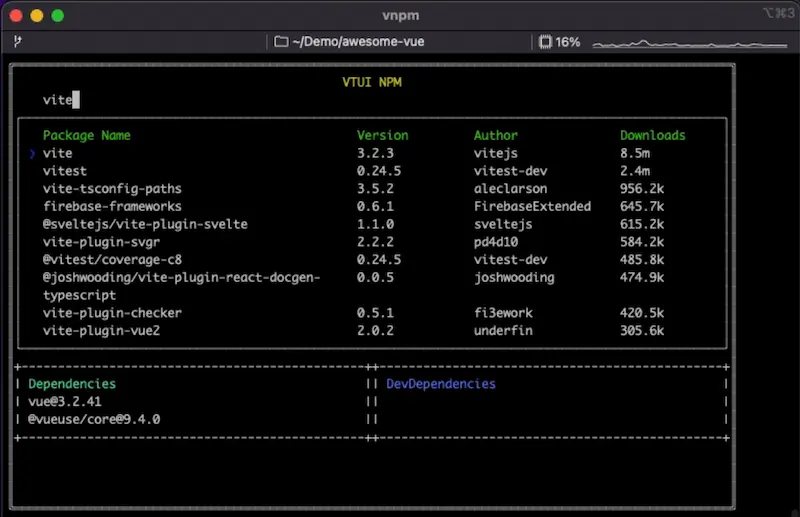 vnpm
⌥⌘3
~/Demo/awesome-vue
16%
VTUI NPM
vite
Package Name Version Author Downloads
❯ vite 3.2.3 vitejs 8.5m
vitest 0.24.5 vitest-dev 2.4m
vite-tsconfig-paths 3.5.2 aleclarson 956.2k
firebase-frameworks 0.6.1 FirebaseExtended 645.7k
@sveltejs/vite-plugin-svelte 1.1.0 sveltejs 615.2k
vite-plugin-svgr 2.2.2 pd4d10 584.2k
@vitest/coverage-c8 0.24.5 vitest-dev 485.8k
@joshwooding/vite-plugin-react-docgen- 0.0.5 joshwooding 474.9k
typescript
vite-plugin-checker 0.5.1 fi3ework 420.5k
vite-plugin-vue2 2.0.2 underfin 305.6k
Dependencies DevDependencies
vue@3.2.41
@vueuse/core@9.4.0